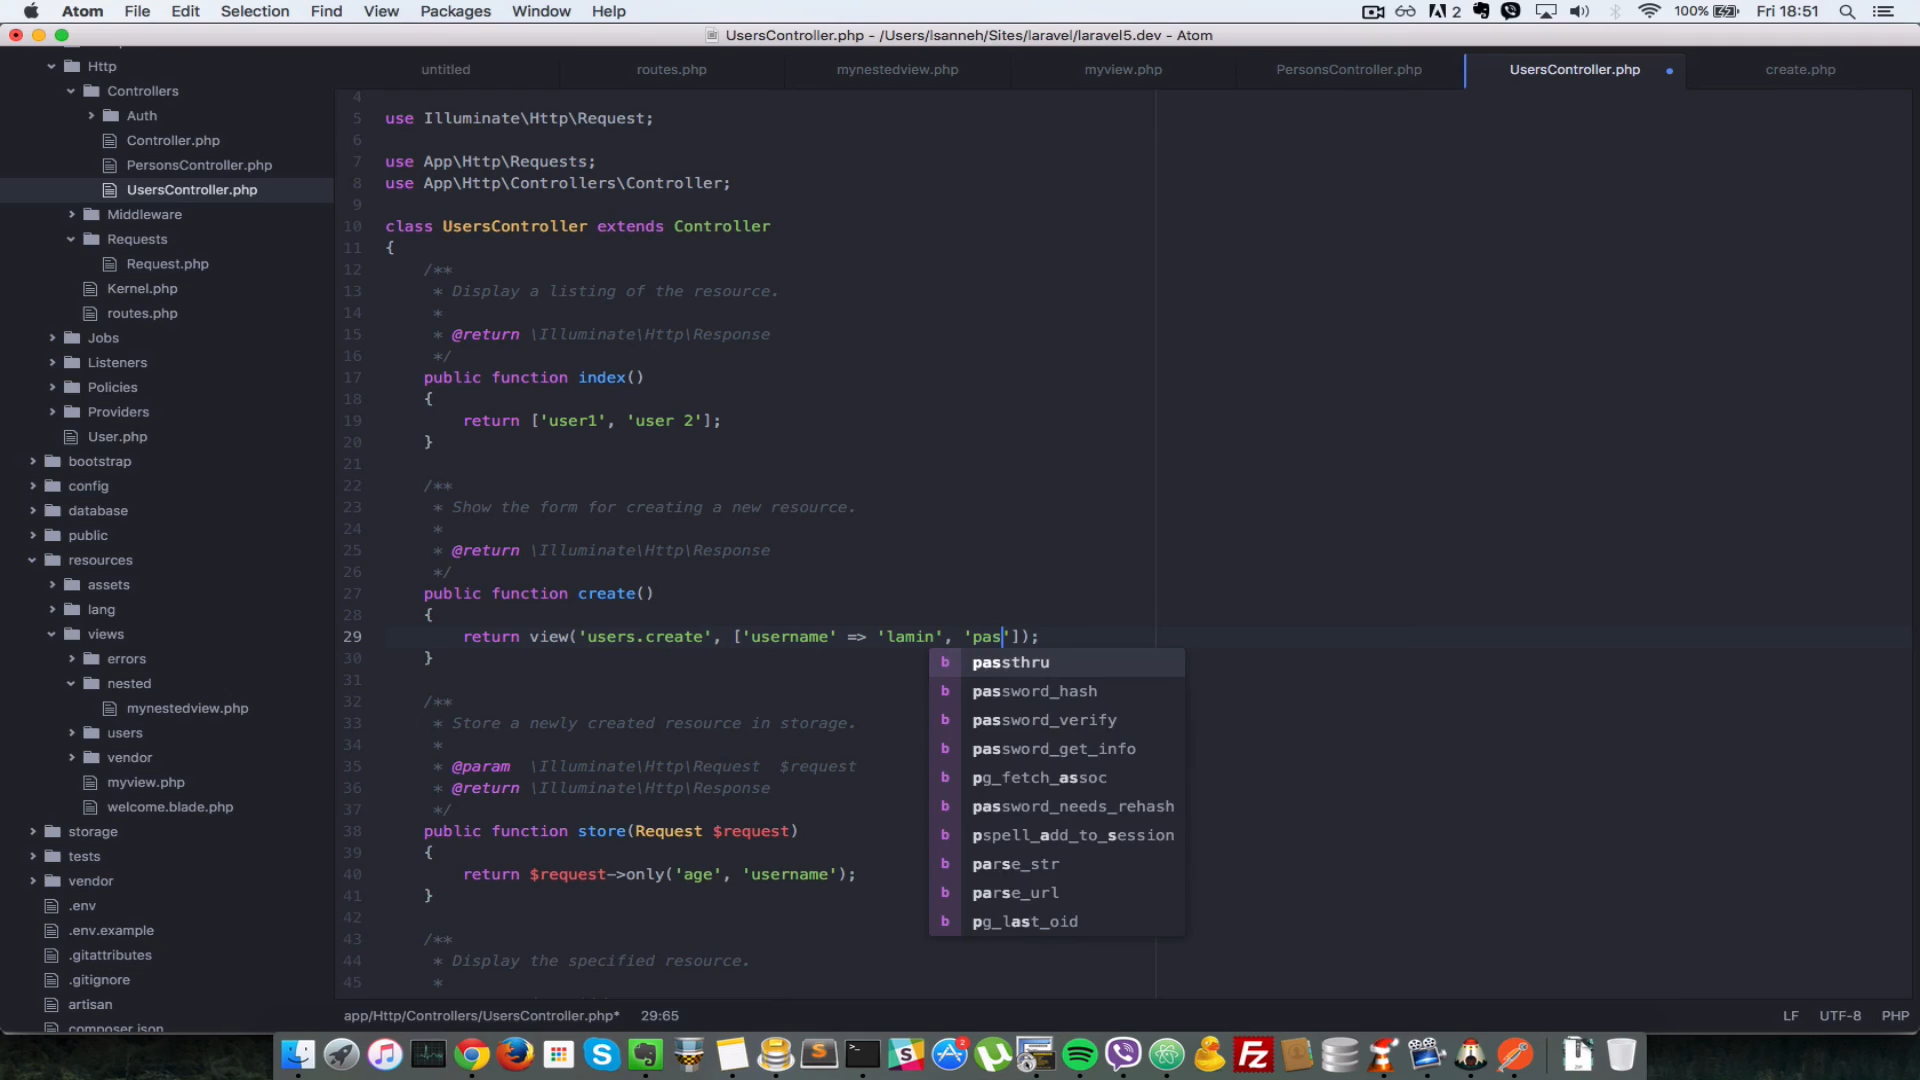 Atom File Edit Selection Find View Packages Window Help 2 100% Fri 18:51
UsersController.php - /Users/lsanneh/Sites/laravel/laravel5.dev - Atom
untitled routes.php mynestedview.php myview.php PersonsController.php UsersController.php create.php
Http
Controllers
Auth
Controller.php
PersonsController.php
UsersController.php
Middleware
Requests
Request.php
Kernel.php
routes.php
Jobs
Listeners
Policies
Providers
User.php
bootstrap
config
database
public
resources
assets
lang
views
errors
nested
mynestedview.php
users
vendor
myview.php
welcome.blade.php
storage
tests
vendor
.env
.env.example
.gitattributes
.gitignore
artisan
composer.json
4
5 use Illuminate\Http\Request;
6
7 use App\Http\Requests;
8 use App\Http\Controllers\Controller;
9
10 class UsersController extends Controller
11 {
12 /**
13 * Display a listing of the resource.
14 *
15 * @return \Illuminate\Http\Response
16 */
17 public function index()
18 {
19 return ['user1', 'user 2'];
20 }
21
22 /**
23 * Show the form for creating a new resource.
24 *
25 * @return \Illuminate\Http\Response
26 */
27 public function create()
28 {
29 return view('users.create', ['username' => 'lamin', 'pas']);
30 }
31
32 /**
33 * Store a newly created resource in storage.
34 *
35 * @param \Illuminate\Http\Request $request
36 * @return \Illuminate\Http\Response
37 */
38 public function store(Request $request)
39 {
40 return $request->only('age', 'username');
41 }
42
43 /**
44 * Display the specified resource.
45 *
b passthru
b password_hash
b password_verify
b password_get_info
b pg_fetch_assoc
b password_needs_rehash
b pspell_add_to_session
b parse_str
b parse_url
b pg_last_oid
app/Http/Controllers/UsersController.php* 29:65 LF UTF-8 PHP